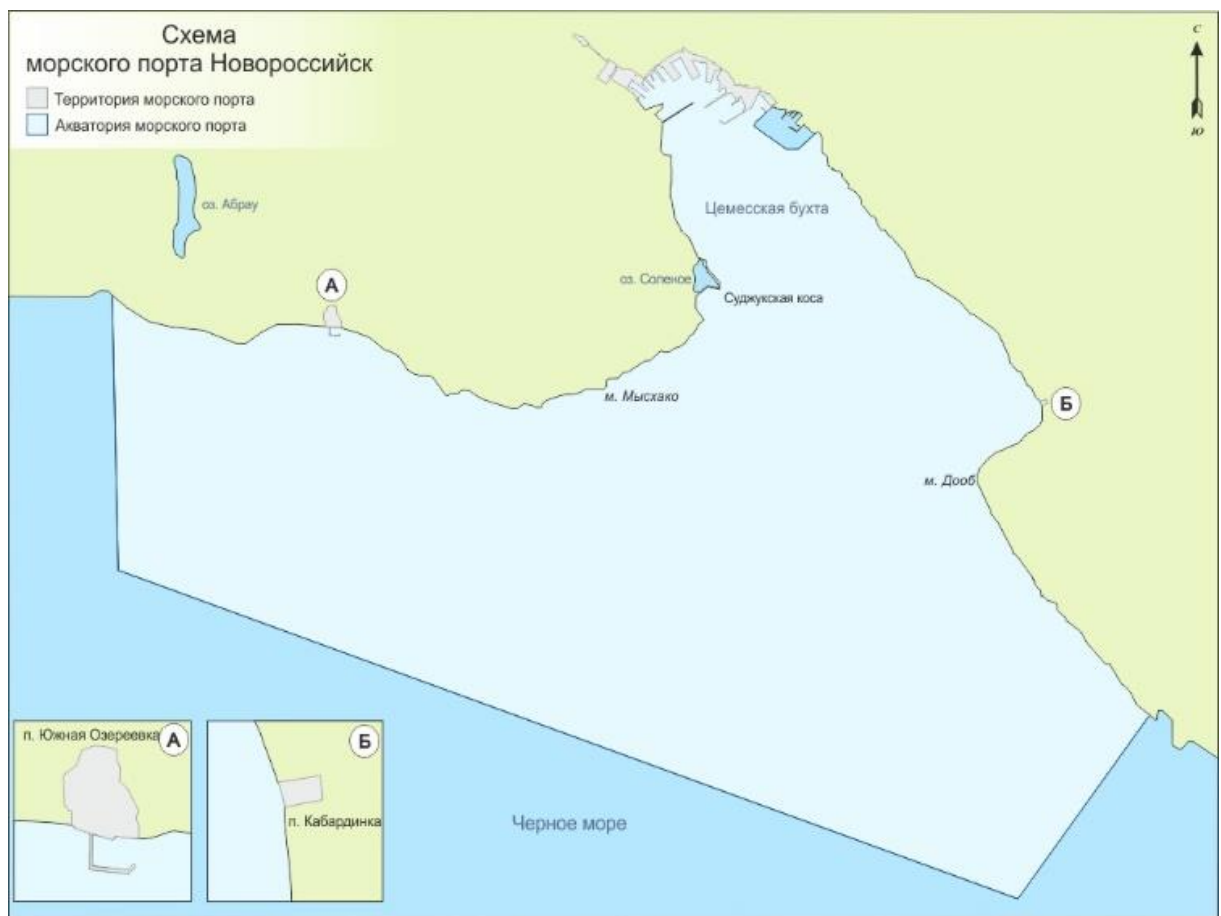 Схема
морского порта Новороссийск
Территория морского порта
Акватория морского порта
С
Ю
оз. Абрау
Цемесская бухта
А
оз. Соленое
Суджукская коса
м. Мысхако
Б
м. Дооб
п. Южная Озереевка
А
Б
п. Кабардинка
Черное море